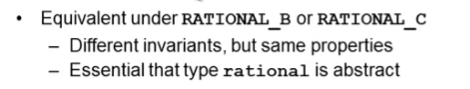 • Equivalent under RATIONAL_B or RATIONAL_C
– Different invariants, but same properties
– Essential that type rational is abstract